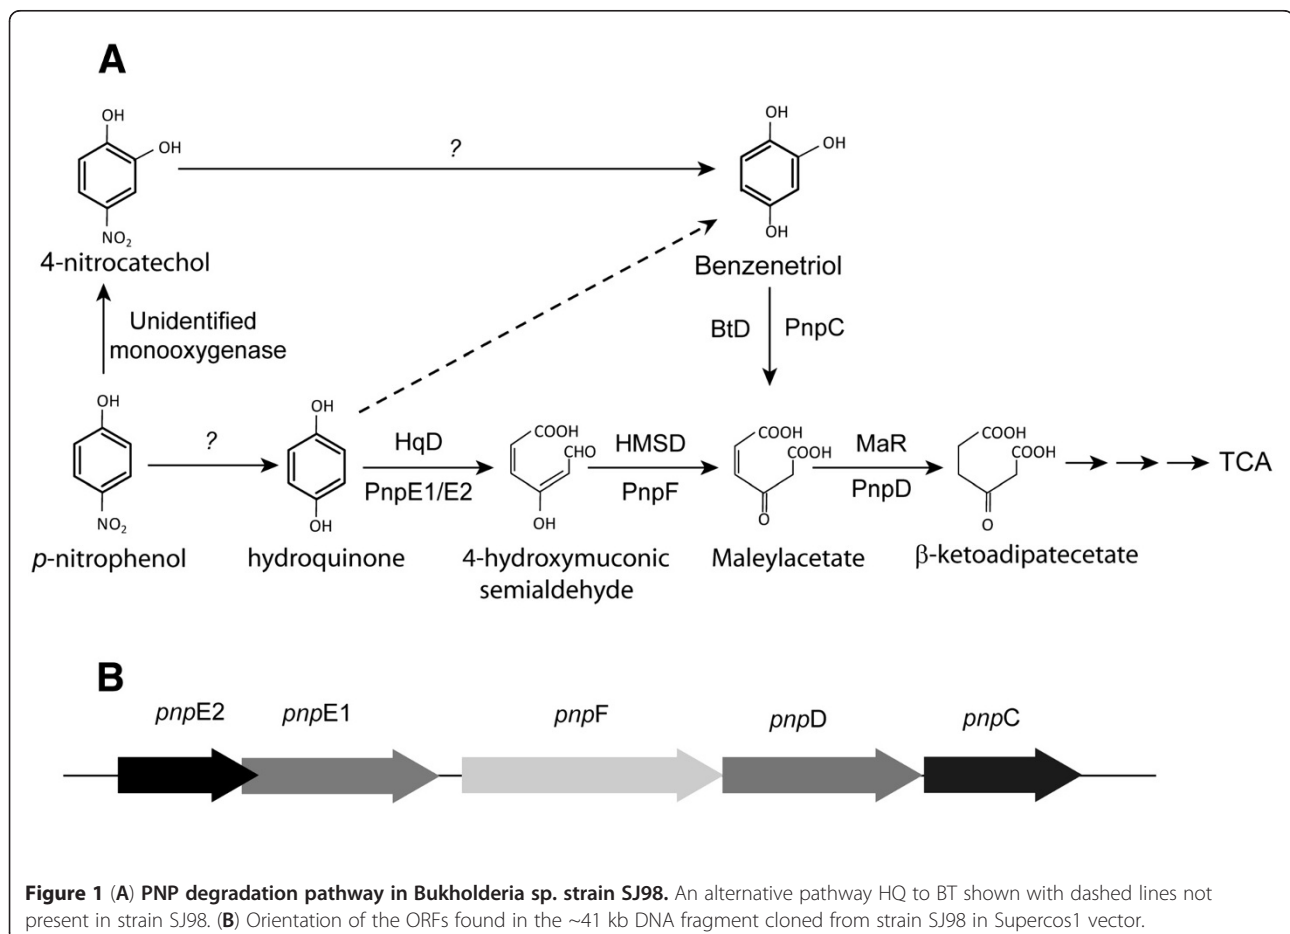 A
OH
OH
NO2
4-nitrocatechol
?
OH
OH
OH
Benzenetriol
Unidentified
monooxygenase
BtD PnpC
OH
NO2
p-nitrophenol
?
OH
OH
hydroquinone
HqD
PnpE1/E2
COOH
CHO
OH
4-hydroxymuconic
semialdehyde
HMSD
PnpF
COOH
COOH
O
Maleylacetate
MaR
PnpD
COOH
COOH
O
β-ketoadipatecetate
TCA
B
pnpE2 pnpE1 pnpF pnpD pnpC
Figure 1 (A) PNP degradation pathway in Bukholderia sp. strain SJ98. An alternative pathway HQ to BT shown with dashed lines not
present in strain SJ98. (B) Orientation of the ORFs found in the ~41 kb DNA fragment cloned from strain SJ98 in Supercos1 vector.